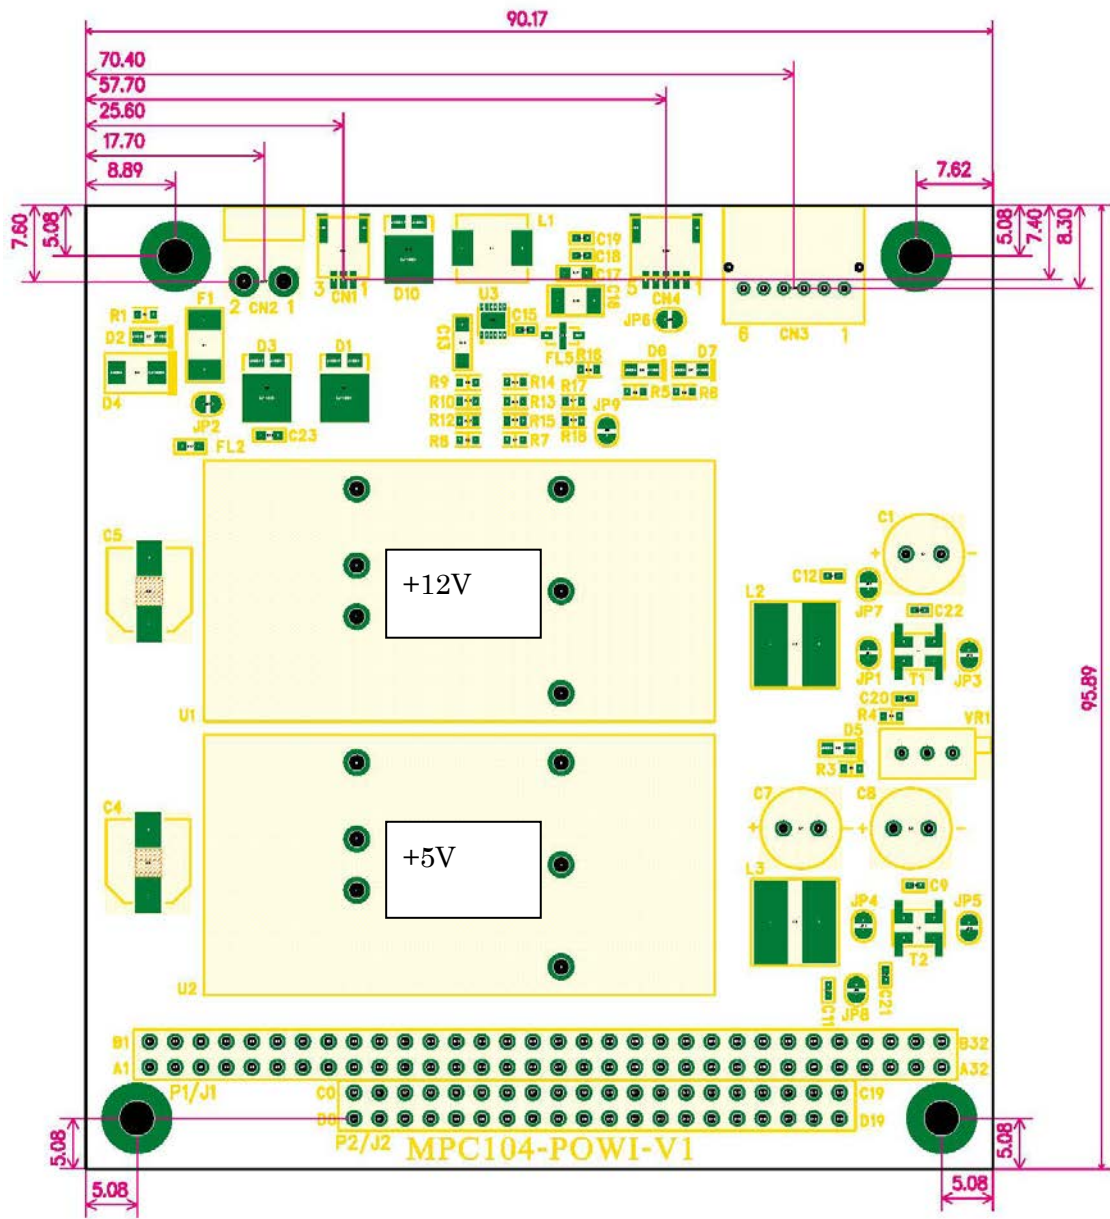 90.17
70.40
57.70
25.60
17.70
8.89
7.62
7.60
5.08
5.08
7.40
8.30
L1
C19
C18
C17
C16
3 CN1 1
D10
U3
C15
5 CN4 1
JP6
6 CN3 1
2 CN2 1
F1
R1
D2
D4
D3
D1
C13
FL5
R16
D6
D7
R9
R14
R17
R5
R10
R13
JP9
R12
R15
R18
R7
JP2
C23
FL2
C5
+12V
U1
C1
+ -
C12
L2
JP7
C22
JP1
T1
JP3
C20
R4
VR1
D5
R3
95.89
C4
+5V
U2
C7
C8
+ -
+ -
L3
C9
JP4
JP5
T2
C11
JP8
C21
B1
B32
A1
A32
P1/J1
C0
C19
D0
D19
P2/J2
MPC104-POWI-V1
5.08
5.08
5.08
5.08